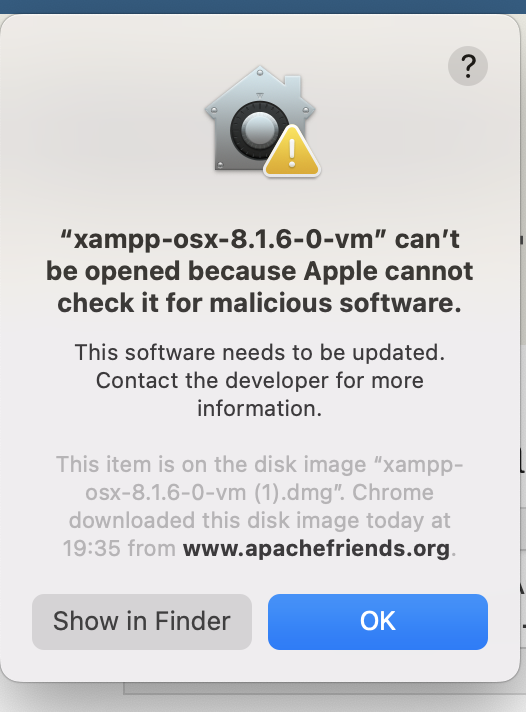 ?
“xampp-osx-8.1.6-0-vm” can’t
be opened because Apple cannot
check it for malicious software.
This software needs to be updated.
Contact the developer for more
information.
This item is on the disk image “xampp-
osx-8.1.6-0-vm (1).dmg”. Chrome
downloaded this disk image today at
19:35 from www.apachefriends.org.
Show in Finder
OK